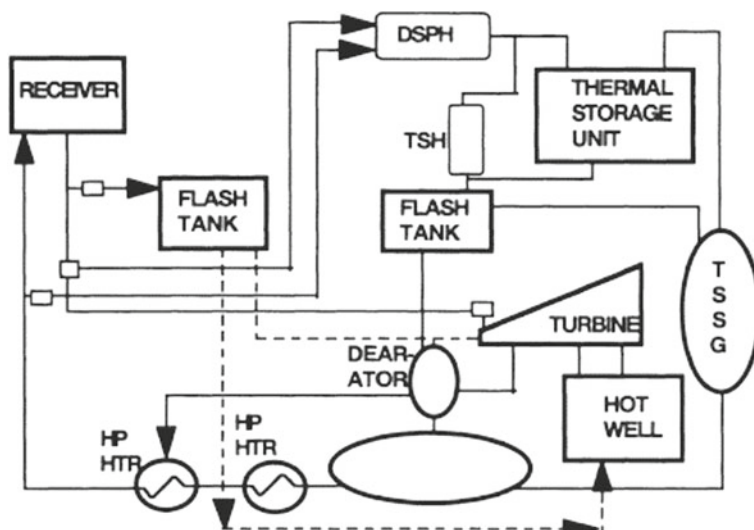 DSPH
RECEIVER
THERMAL
STORAGE
UNIT
TSH
FLASH
TANK
FLASH
TANK
T
S
S
G
TURBINE
DEAR-
ATOR
HOT
WELL
HP
HTR
HP
HTR